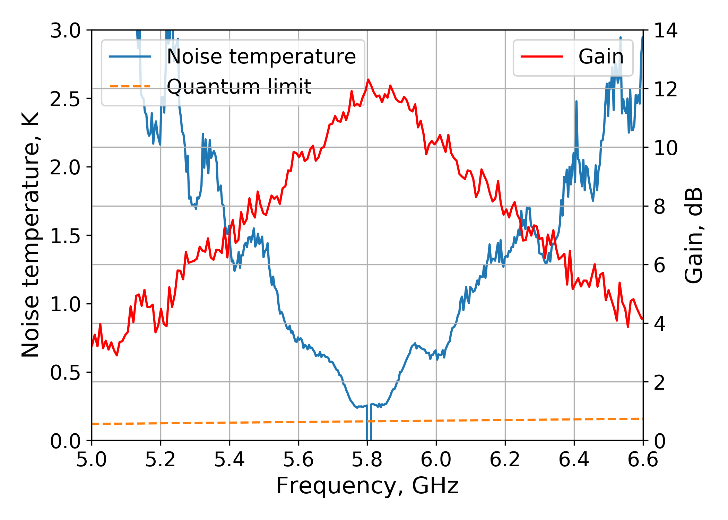 Noise temperature
Quantum limit
Gain
Noise temperature, K
3.0
2.5
2.0
1.5
1.0
0.5
0.0
14
12
10
8
6
4
2
0
Gain, dB
5.0 5.2 5.4 5.6 5.8 6.0 6.2 6.4 6.6
Frequency, GHz